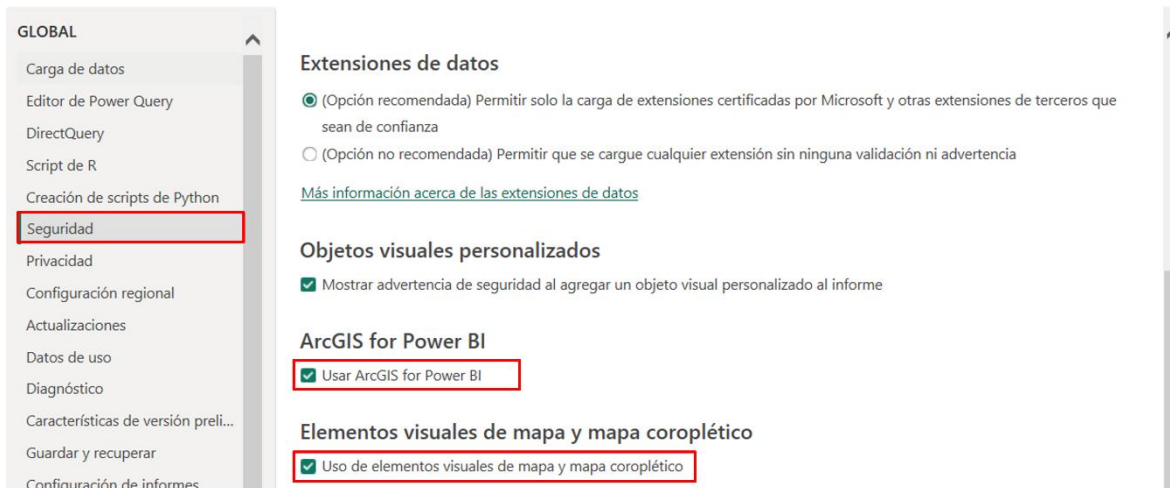 GLOBAL
Carga de datos
Editor de Power Query
DirectQuery
Script de R
Creación de scripts de Python
Seguridad
Privacidad
Configuración regional
Actualizaciones
Datos de uso
Diagnóstico
Características de versión preli...
Guardar y recuperar
Configuración de informes
Extensiones de datos
(Opción recomendada) Permitir solo la carga de extensiones certificadas por Microsoft y otras extensiones de terceros que
sean de confianza
(Opción no recomendada) Permitir que se cargue cualquier extensión sin ninguna validación ni advertencia
Más información acerca de las extensiones de datos
Objetos visuales personalizados
Mostrar advertencia de seguridad al agregar un objeto visual personalizado al informe
ArcGIS for Power BI
Usar ArcGIS for Power BI
Elementos visuales de mapa y mapa coroplético
Uso de elementos visuales de mapa y mapa coroplético